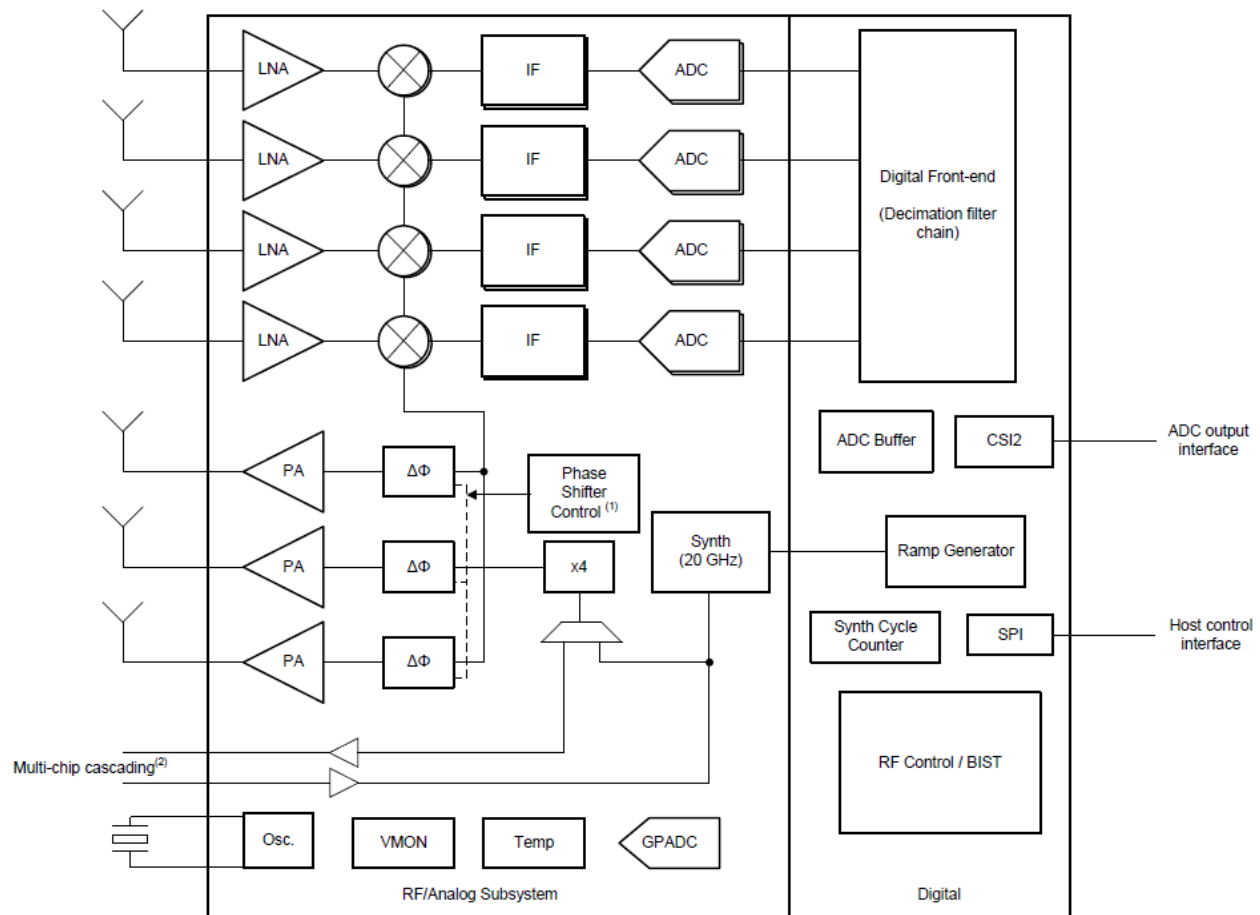 LNA
IF
ADC
LNA
IF
ADC
LNA
IF
ADC
LNA
IF
ADC
Digital Front-end
(Decimation filter
chain)
PA
ΔΦ
Phase
Shifter
Control (1)
PA
ΔΦ
x4
PA
ΔΦ
Synth
(20 GHz)
ADC Buffer
CSI2
ADC output
interface
Ramp Generator
Synth Cycle
Counter
SPI
Host control
interface
RF Control / BIST
Multi-chip cascading(2)
Osc.
VMON
Temp
GPADC
RF/Analog Subsystem
Digital